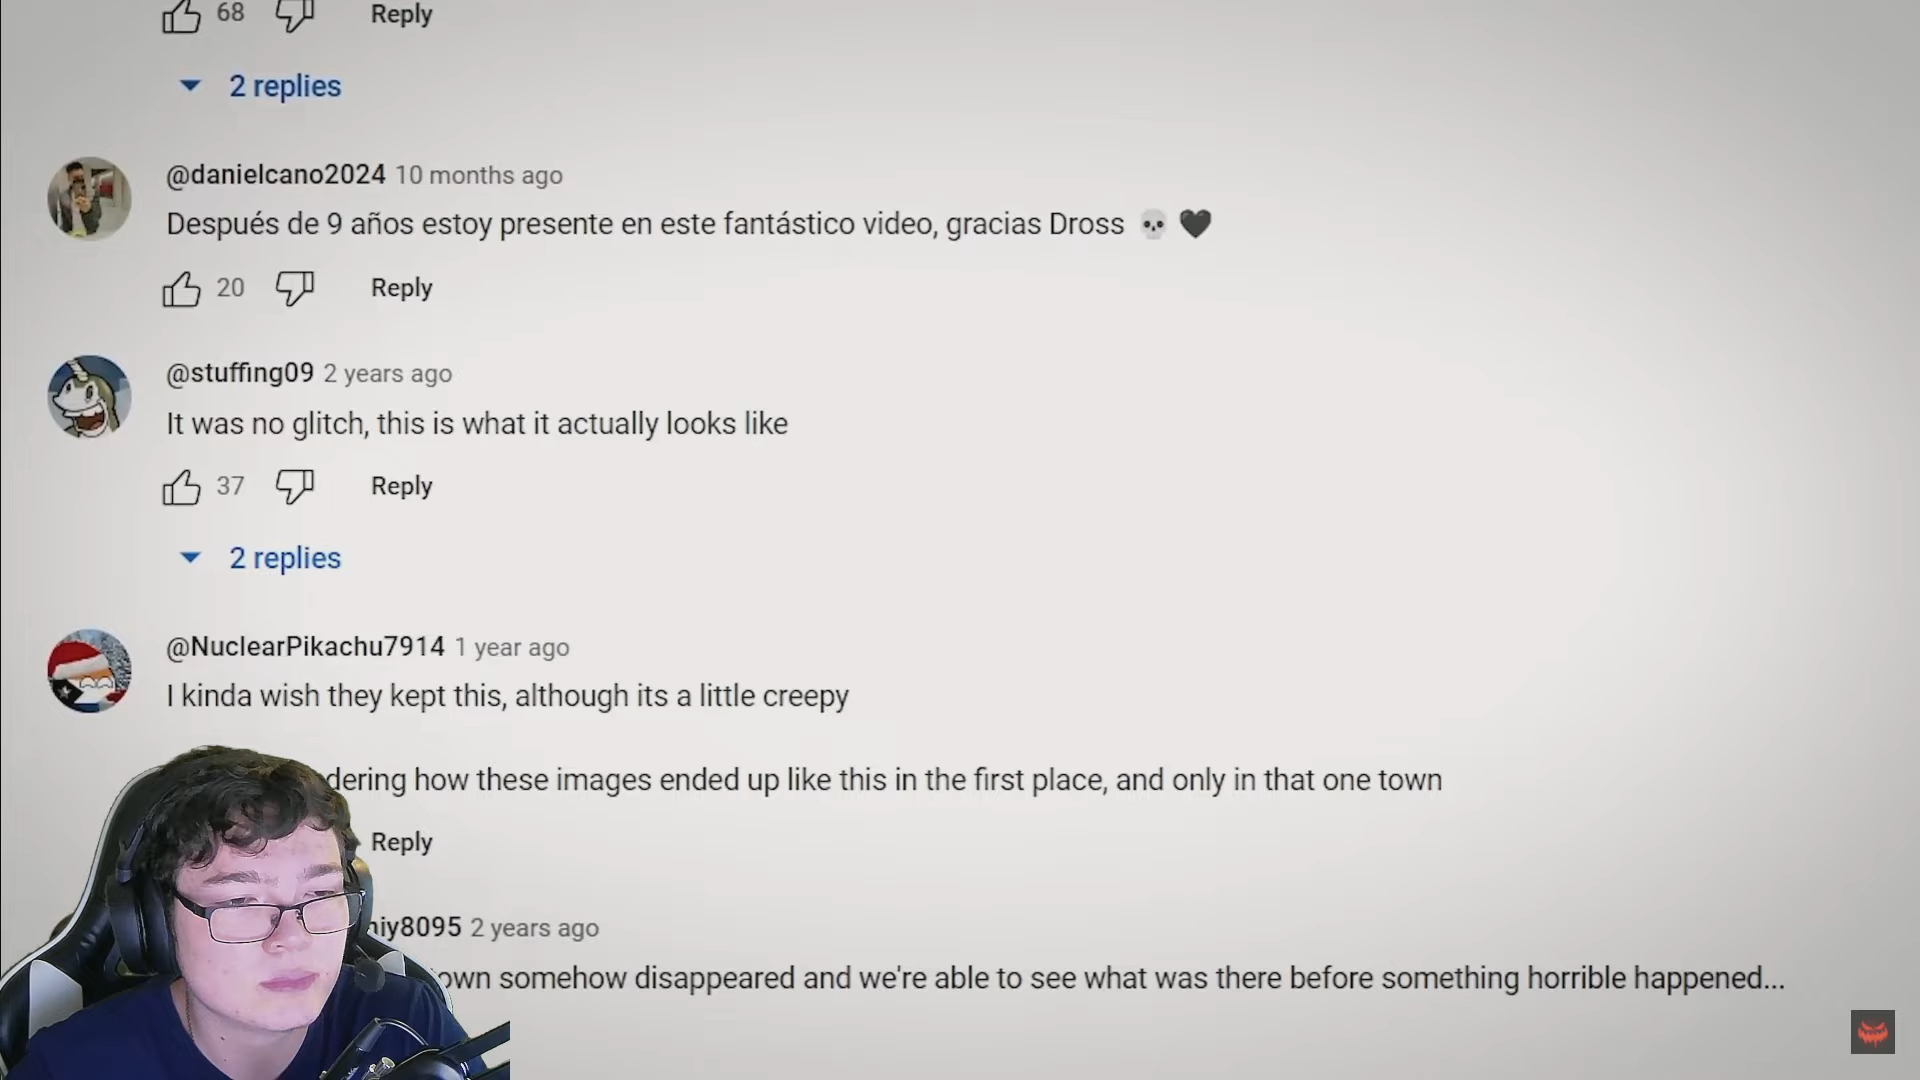 68 Reply
2 replies
@danielcano2024 10 months ago
Después de 9 años estoy presente en este fantástico video, gracias Dross 💀 🖤
20 Reply
@stuffing09 2 years ago
It was no glitch, this is what it actually looks like
37 Reply
2 replies
@NuclearPikachu7914 1 year ago
I kinda wish they kept this, although its a little creepy
how these images ended up like this in the first place, and only in that one town
Reply
2 years ago
somehow disappeared and we're able to see what was there before something horrible happened...